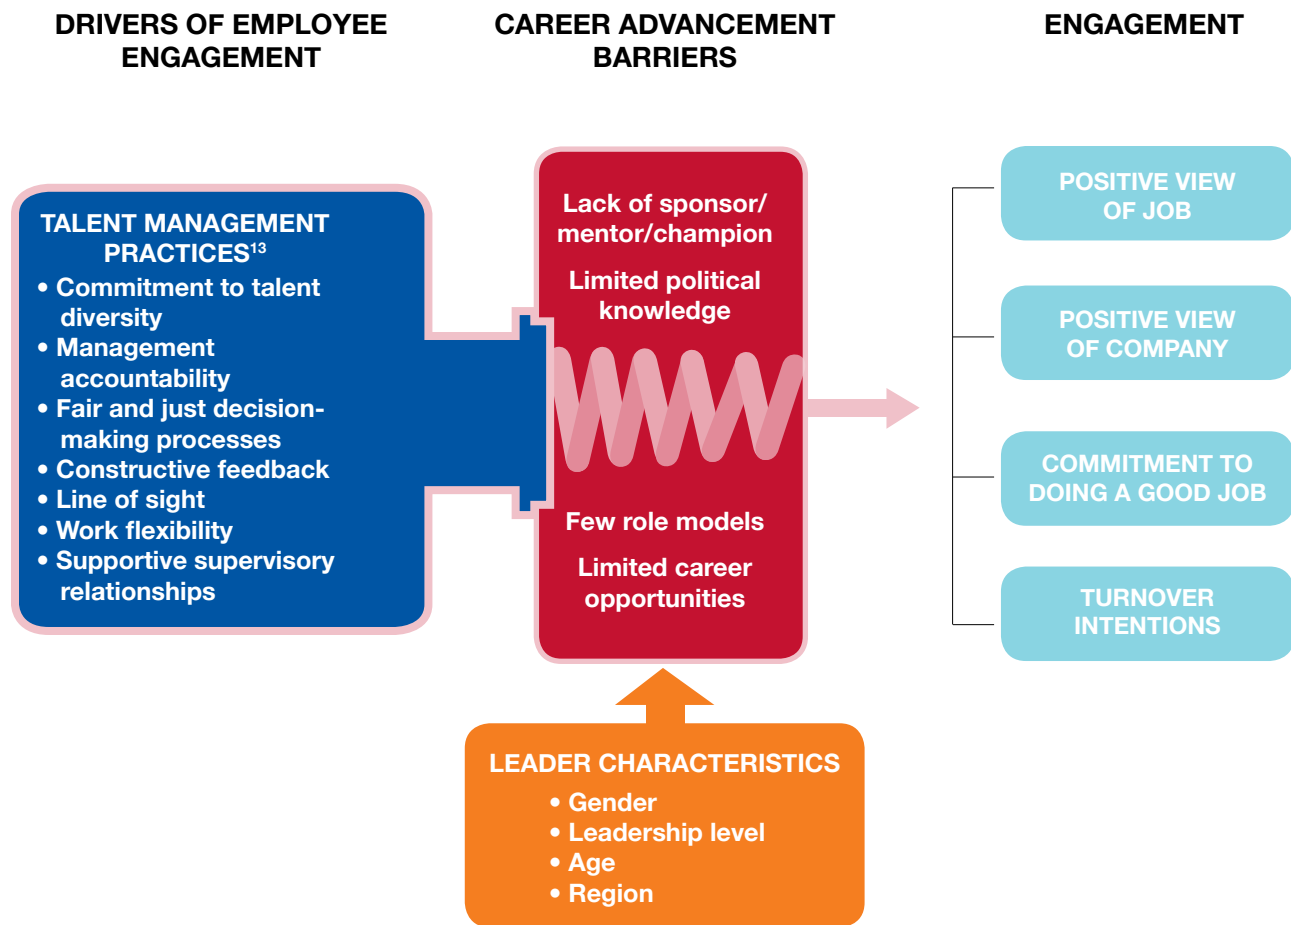 DRIVERS OF EMPLOYEE
ENGAGEMENT
CAREER ADVANCEMENT
BARRIERS
ENGAGEMENT
TALENT MANAGEMENT
PRACTICES¹³
• Commitment to talent
diversity
• Management
accountability
• Fair and just decision-
making processes
• Constructive feedback
• Line of sight
• Work flexibility
• Supportive supervisory
relationships
Lack of sponsor/
mentor/champion
Limited political
knowledge
Few role models
Limited career
opportunities
POSITIVE VIEW
OF JOB
POSITIVE VIEW
OF COMPANY
COMMITMENT TO
DOING A GOOD JOB
TURNOVER
INTENTIONS
LEADER CHARACTERISTICS
• Gender
• Leadership level
• Age
• Region